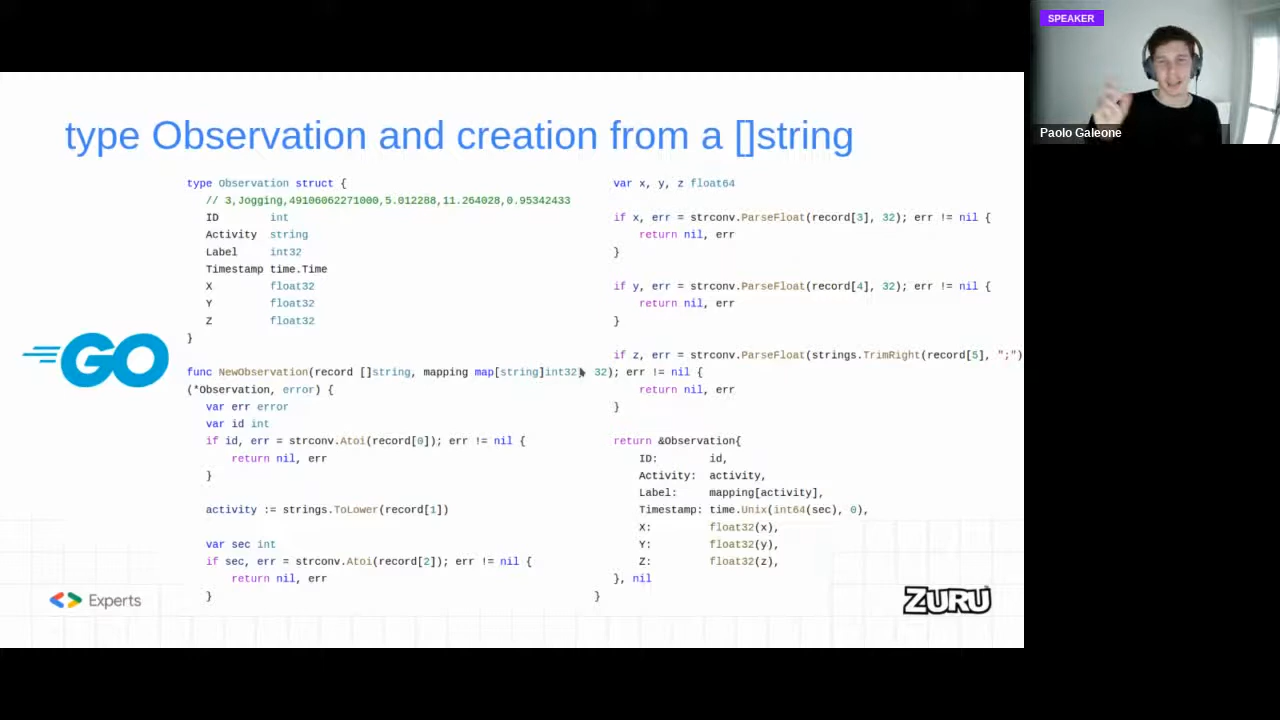 SPEAKER
Paolo Galeone
type Observation and creation from a []string
type Observation struct {
// 3,Jogging,49106062271000,5.012288,11.264028,0.95342433
ID int
Activity string
Label int32
Timestamp time.Time
X float32
Y float32
Z float32
}
func NewObservation(record []string, mapping map[string]int32)
(*Observation, error) {
var err error
var id int
if id, err = strconv.Atoi(record[0]); err != nil {
return nil, err
}
activity := strings.ToLower(record[1])
var sec int
if sec, err = strconv.Atoi(record[2]); err != nil {
return nil, err
}
var x, y, z float64
if x, err = strconv.ParseFloat(record[3], 32); err != nil {
return nil, err
}
if y, err = strconv.ParseFloat(record[4], 32); err != nil {
return nil, err
}
if z, err = strconv.ParseFloat(strings.TrimRight(record[5], ";")
32); err != nil {
return nil, err
}
return &Observation{
ID: id,
Activity: activity,
Label: mapping[activity],
Timestamp: time.Unix(int64(sec), 0),
X: float32(x),
Y: float32(y),
Z: float32(z),
}, nil
}
GO
Experts
ZURU